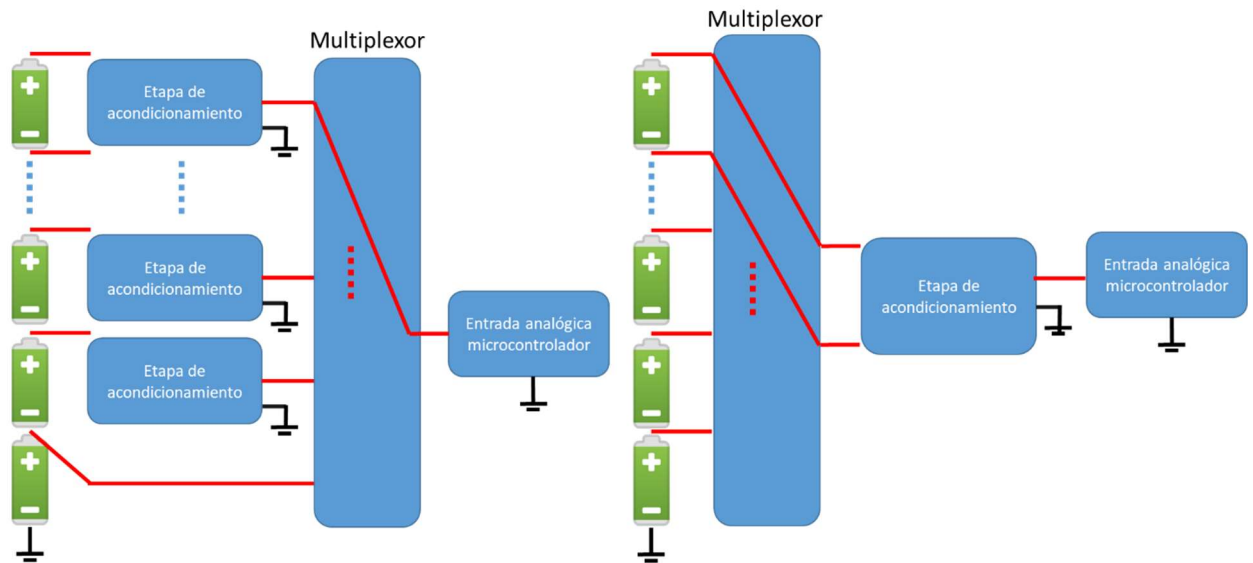 Multiplexor
Etapa de
acondicionamiento
Etapa de
acondicionamiento
Etapa de
acondicionamiento
Entrada analógica
microcontrolador
Multiplexor
Etapa de
acondicionamiento
Entrada analógica
microcontrolador